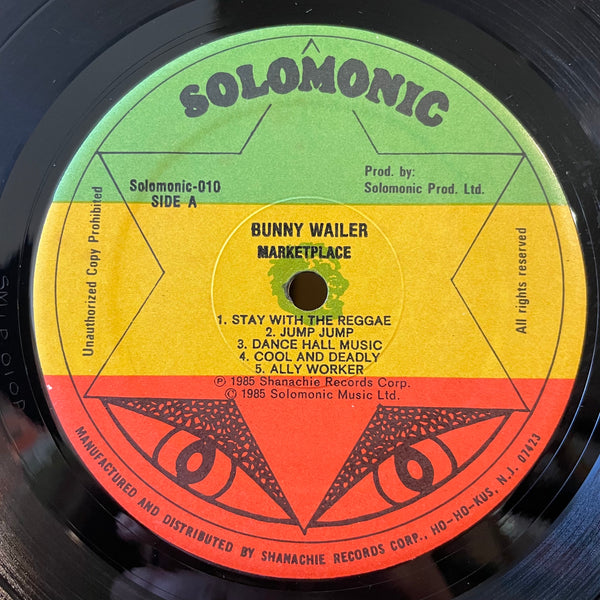 SOLOMONIC
Solomonic-010
SIDE A
Prod. by:
Solomonic Prod. Ltd.
Unauthorized Copy Prohibited
All rights reserved
BUNNY WAILER
MARKETPLACE
1. STAY WITH THE REGGAE
2. JUMP JUMP
3. DANCE HALL MUSIC
4. COOL AND DEADLY
5. ALLY WORKER
℗ 1985 Shanachie Records Corp.
© 1985 Solomonic Music Ltd.
MANUFACTURED AND DISTRIBUTED BY SHANACHIE RECORDS CORP., HO-HO-KUS, N.J. 07423